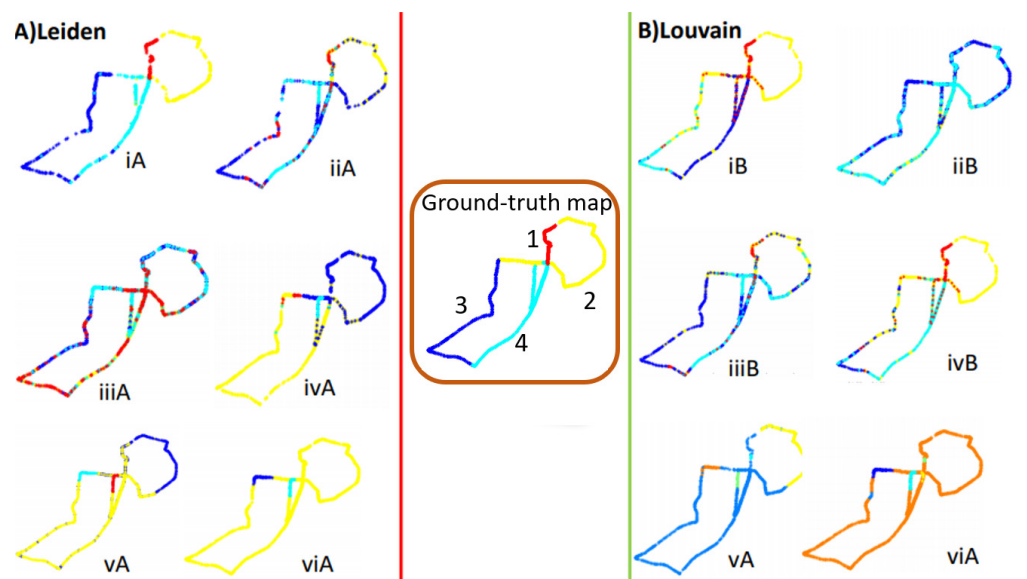 A)Leiden
iA
iiA
iiiA
ivA
vA
viA
Ground-truth map
1
2
3
4
B)Louvain
iB
iiB
iiiB
ivB
vA
viA